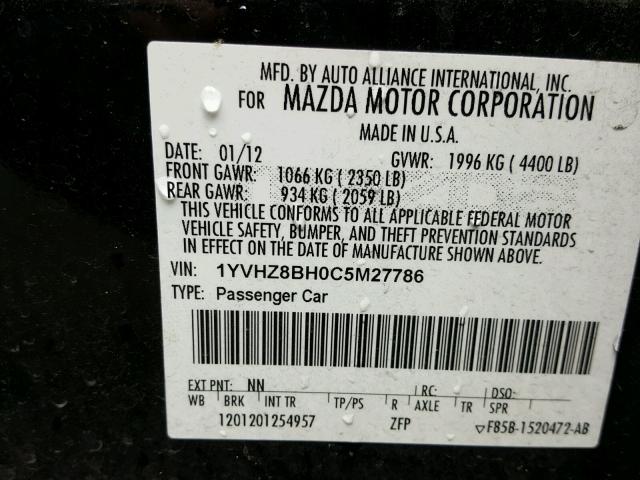 MFD. BY AUTO ALLIANCE INTERNATIONAL, INC.
FOR MAZDA MOTOR CORPORATION
MADE IN U.S.A.
DATE: 01/12 GVWR: 1996 KG ( 4400 LB)
FRONT GAWR: 1066 KG ( 2350 LB)
REAR GAWR: 934 KG ( 2059 LB)
THIS VEHICLE CONFORMS TO ALL APPLICABLE FEDERAL MOTOR
VEHICLE SAFETY, BUMPER, AND THEFT PREVENTION STANDARDS
IN EFFECT ON THE DATE OF MANUFACTURE SHOWN ABOVE.
VIN: 1YVHZ8BH0C5M27786
TYPE: Passenger Car
EXT PNT: NN RC: DSO:
WB BRK INT TR TP/PS R AXLE TR SPR
1201201254957 ZFP F85B-1520472-AB